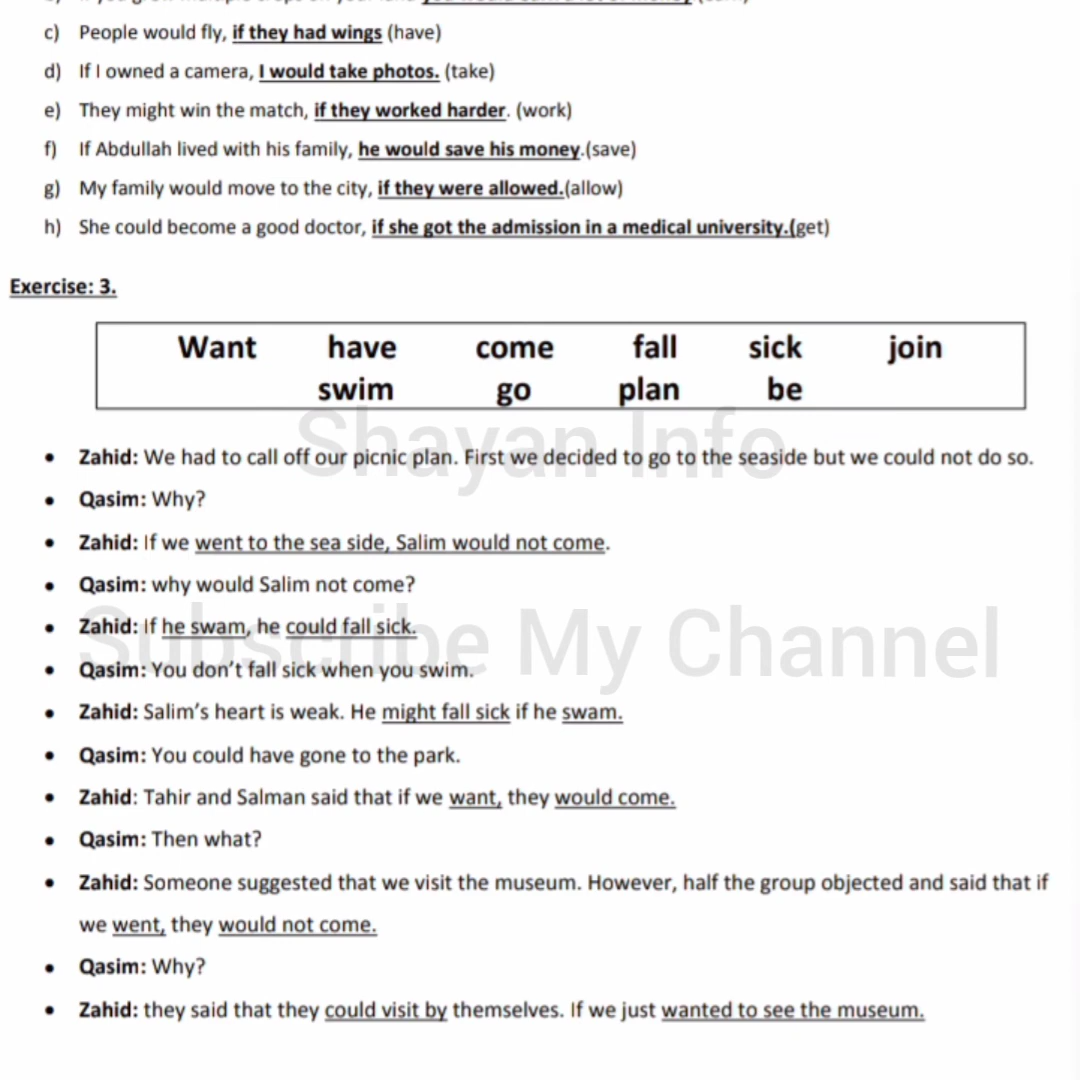 c) People would fly, if they had wings (have)
d) If I owned a camera, I would take photos. (take)
e) They might win the match, if they worked harder. (work)
f) If Abdullah lived with his family, he would save his money.(save)
g) My family would move to the city, if they were allowed.(allow)
h) She could become a good doctor, if she got the admission in a medical university.(get)
Exercise: 3.
Want have come fall sick join
swim go plan be
Shayan Info
• Zahid: We had to call off our picnic plan. First we decided to go to the seaside but we could not do so.
• Qasim: Why?
• Zahid: If we went to the sea side, Salim would not come.
• Qasim: why would Salim not come?
Subscribe My Channel
• Zahid: If he swam, he could fall sick.
• Qasim: You don't fall sick when you swim.
• Zahid: Salim's heart is weak. He might fall sick if he swam.
• Qasim: You could have gone to the park.
• Zahid: Tahir and Salman said that if we want, they would come.
• Qasim: Then what?
• Zahid: Someone suggested that we visit the museum. However, half the group objected and said that if
we went, they would not come.
• Qasim: Why?
• Zahid: they said that they could visit by themselves. If we just wanted to see the museum.